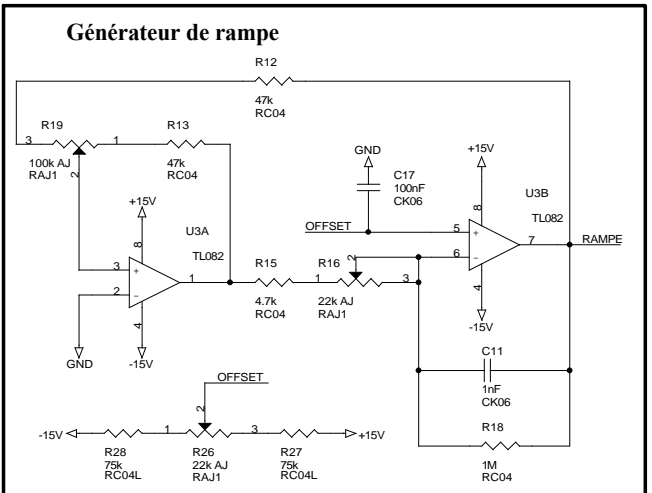 Générateur de rampe
R12
47k
RC04
R19
3
1
2
100k AJ
RAJ1
R13
47k
RC04
GND
C17
100nF
CK06
+15V
8
U3B
TL082
OFFSET
5
+
6
-
7
RAMPE
4
-15V
+15V
8
U3A
TL082
3
+
2
-
1
4
-15V
GND
R15
4.7k
RC04
R16
1
2
3
22k AJ
RAJ1
C11
1nF
CK06
R18
1M
RC04
OFFSET
2
-15V
1
3
+15V
R28
75k
RC04L
R26
22k AJ
RAJ1
R27
75k
RC04L